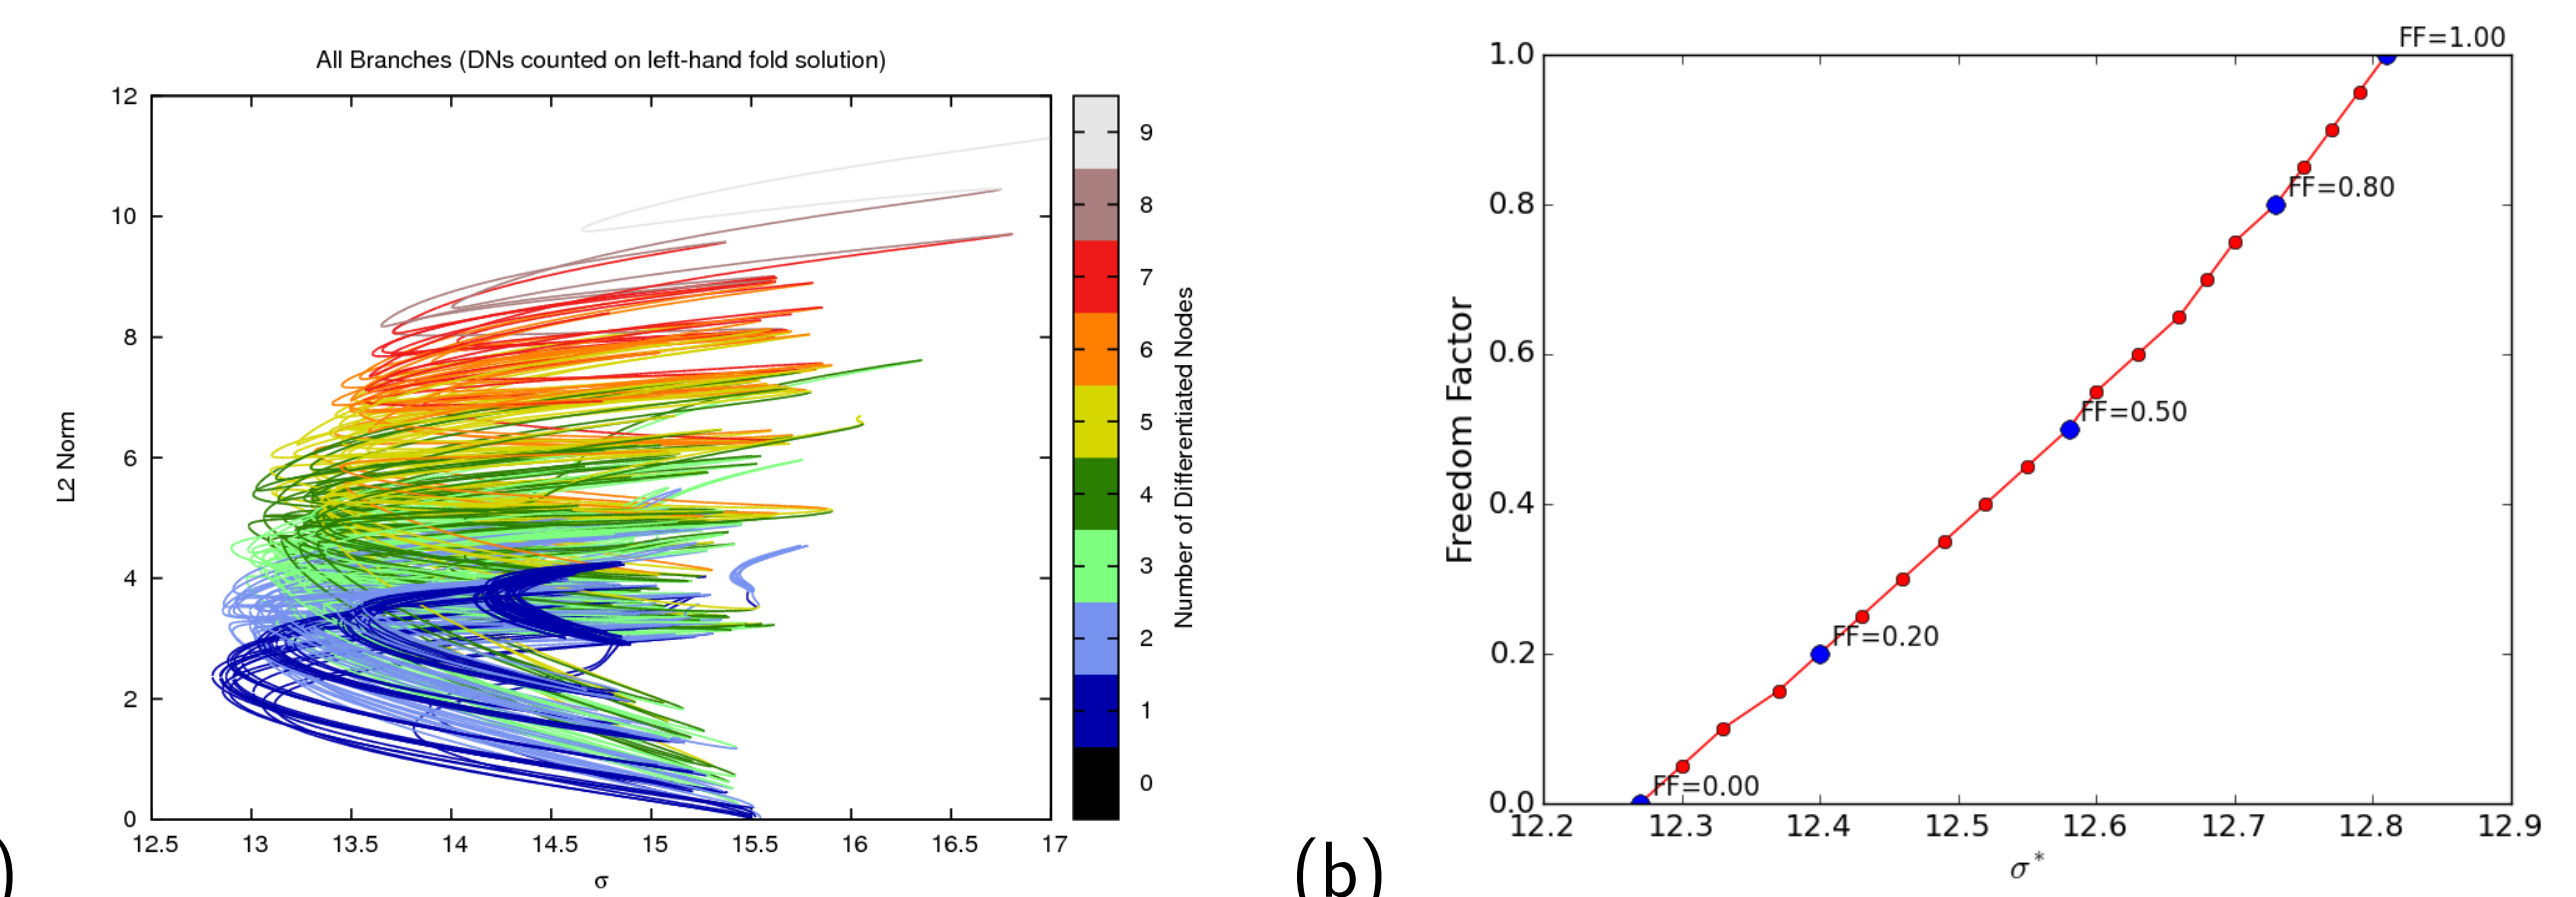 All Branches (DNs counted on left-hand fold solution)
12
10
8
6
4
2
0
L2 Norm
12.5 13 13.5 14 14.5 15 15.5 16 16.5 17
σ
9
8
7
6
5
4
3
2
1
0
Number of Differentiated Nodes
)
(b)
FF=1.00
FF=0.80
FF=0.50
FF=0.20
FF=0.00
1.0
0.8
0.6
0.4
0.2
0.0
Freedom Factor
12.2 12.3 12.4 12.5 12.6 12.7 12.8 12.9
σ*